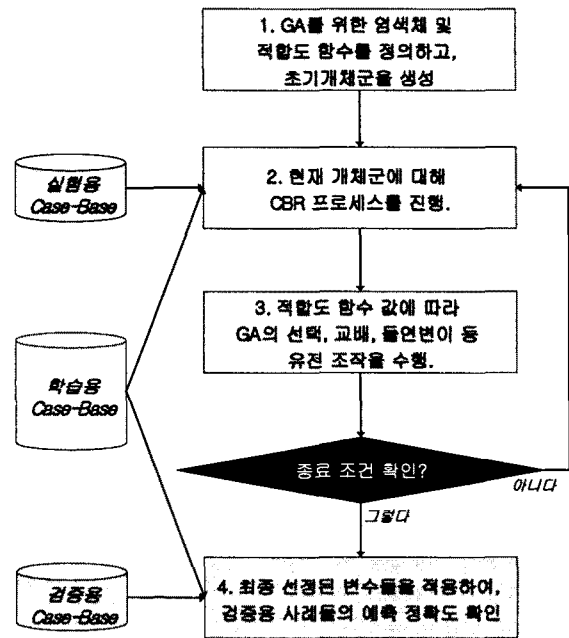 1. GA를 위한 염색체 및
적합도 함수를 정의하고,
초기개체군을 생성
실험용
Case-Base
2. 현재 개체군에 대해
CBR 프로세스를 진행.
3. 적합도 함수 값에 따라
GA의 선택, 교배, 돌연변이 등
유전 조작을 수행.
학습용
Case-Base
종료 조건 확인?
아니다
그렇다
검증용
Case-Base
4. 최종 선정된 변수들을 적용하여,
검증용 사례들의 예측 정확도 확인